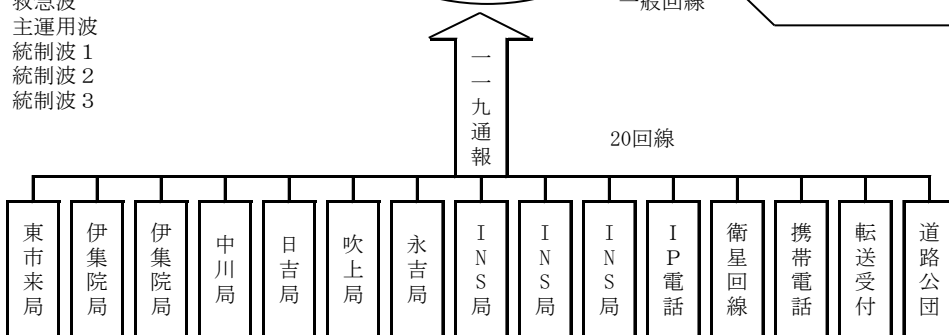 救急波
一般回線
主運用波
統制波１
統制波２
統制波３
一一九通報
20回線
東市来局
伊集院局
伊集院局
中川局
日吉局
吹上局
永吉局
ＩＮＳ局
ＩＮＳ局
ＩＮＳ局
ＩＰ電話
衛星回線
携帯電話
転送受付
道路公団